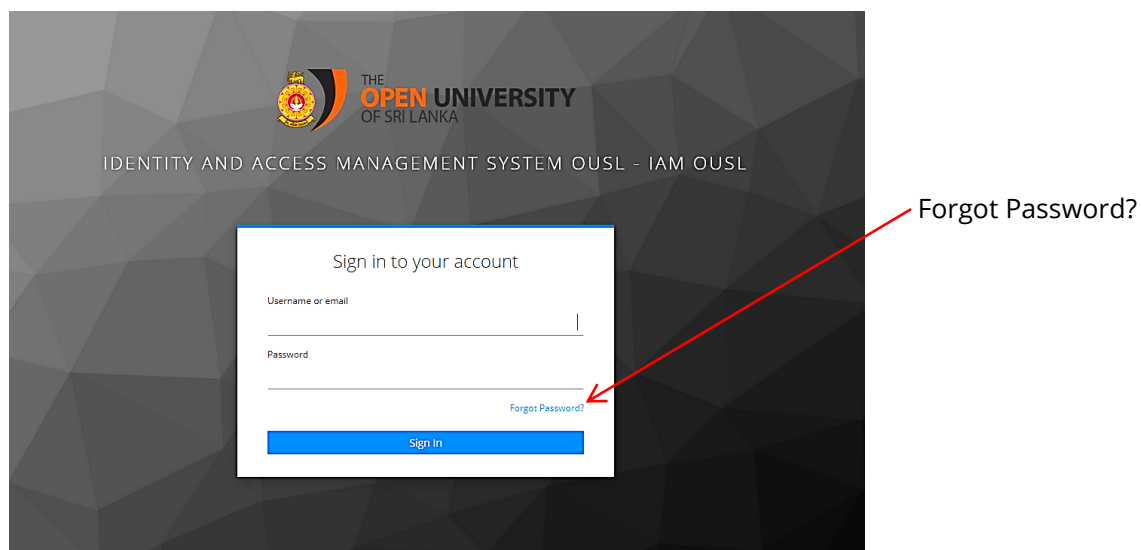 THE
OPEN UNIVERSITY
OF SRI LANKA
IDENTITY AND ACCESS MANAGEMENT SYSTEM OUSL - IAM OUSL
Forgot Password?
Sign in to your account
Username or email
Password
Forgot Password?
Sign In